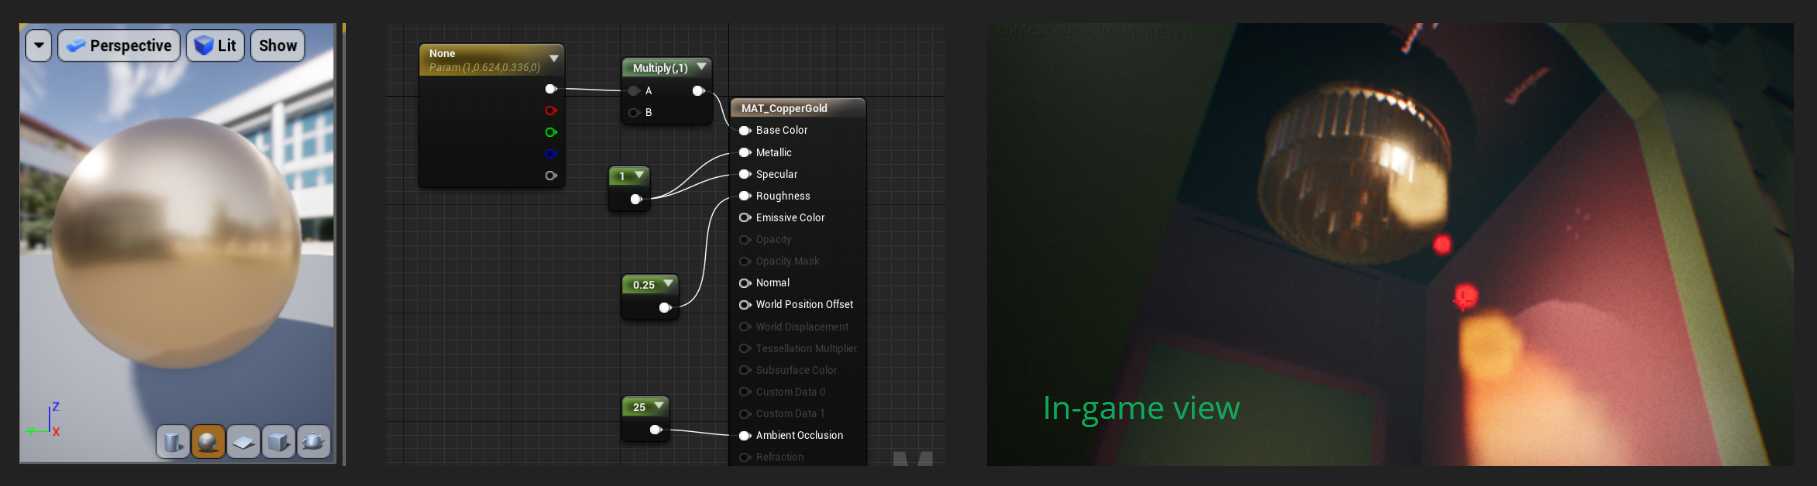 Perspective
Lit
Show
Z
Y
X
None
Param (1,0.624,0.336,0)
Multiply(,1)
A
B
1
0.25
25
MAT_CopperGold
Base Color
Metallic
Specular
Roughness
Emissive Color
Opacity
Opacity Mask
Normal
World Position Offset
World Displacement
Tessellation Multiplier
Subsurface Color
Custom Data 0
Custom Data 1
Ambient Occlusion
Refraction
In-game view